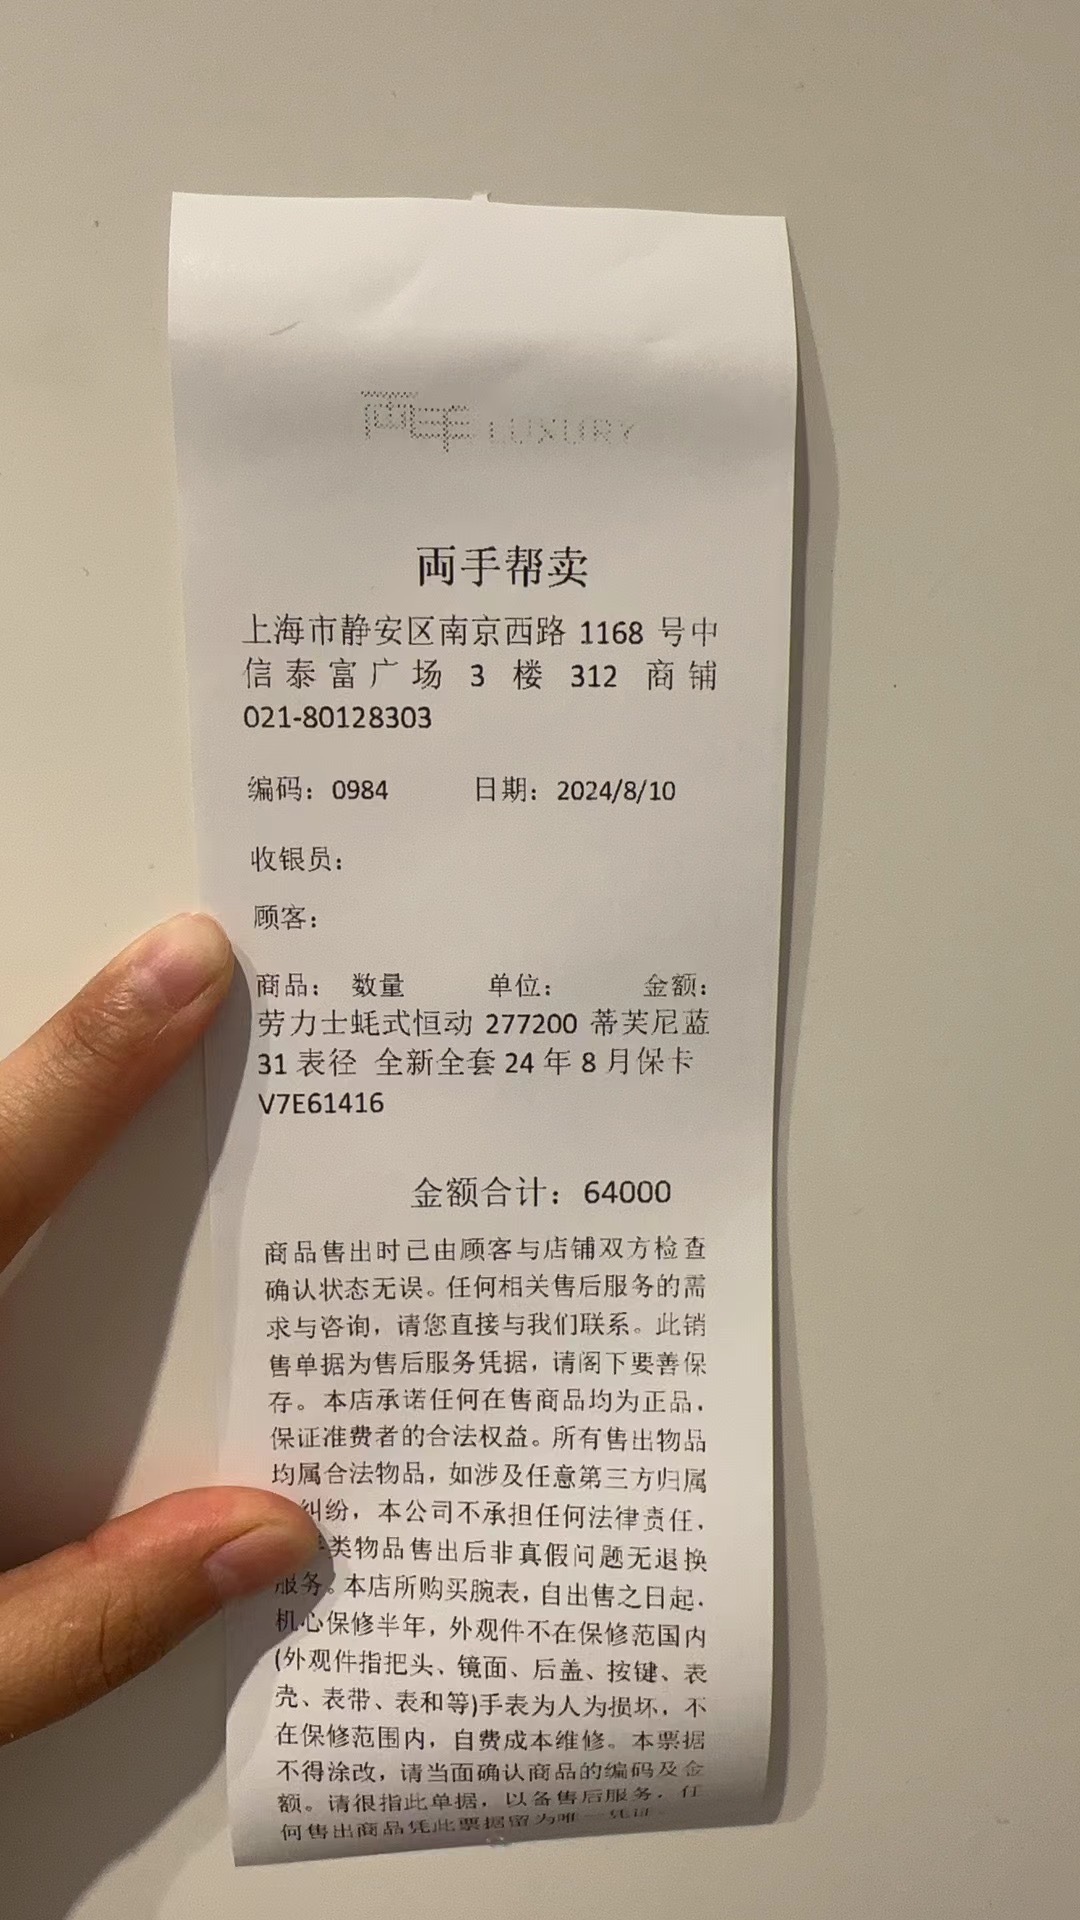 両手 LUXURY
両手帮卖
上海市静安区南京西路 1168 号中
信泰富广场 3 楼 312 商铺
021-80128303
编码：0984 日期：2024/8/10
收银员：
顾客：
商品： 数量 单位： 金额：
劳力士蚝式恒动 277200 蒂芙尼蓝
31 表径 全新全套 24 年 8 月保卡
V7E61416
金额合计：64000
商品售出时已由顾客与店铺双方检查
确认状态无误。任何相关售后服务的需
求与咨询，请您直接与我们联系。此销
售单据为售后服务凭据，请阁下要善保
存。本店承诺任何在售商品均为正品，
保证准费者的合法权益。所有售出物品
均属合法物品，如涉及任意第三方归属
纠纷，本公司不承担任何法律责任，
类物品售出后非真假问题无退换
服务。本店所购买腕表，自出售之日起，
机心保修半年，外观件不在保修范国内
(外观件指把头、镜面、后盖、按键、表
壳、表带、表和等)手表为人为损坏，不
在保修范围内，自费成本维修。本票据
不得涂改，请当面确认商品的编码及金
额。请很指此单据，以备售后服务，任
何售出商品凭此票据留为唯一凭证